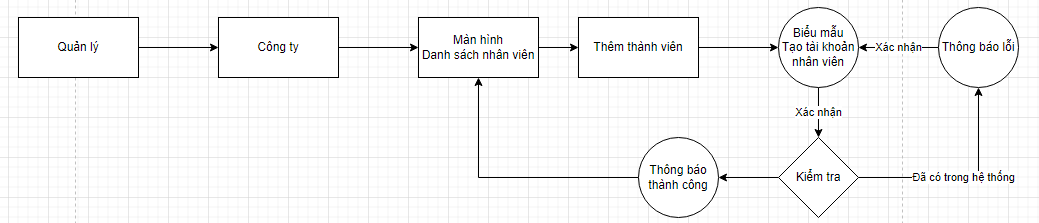 Quản lý
Công ty
Màn hình
Danh sách nhân viên
Thêm thành viên
Biểu mẫu
Tạo tài khoản
nhân viên
Xác nhận
Thông báo lỗi
Xác nhận
Thông báo
thành công
Kiểm tra
Đã có trong hệ thống